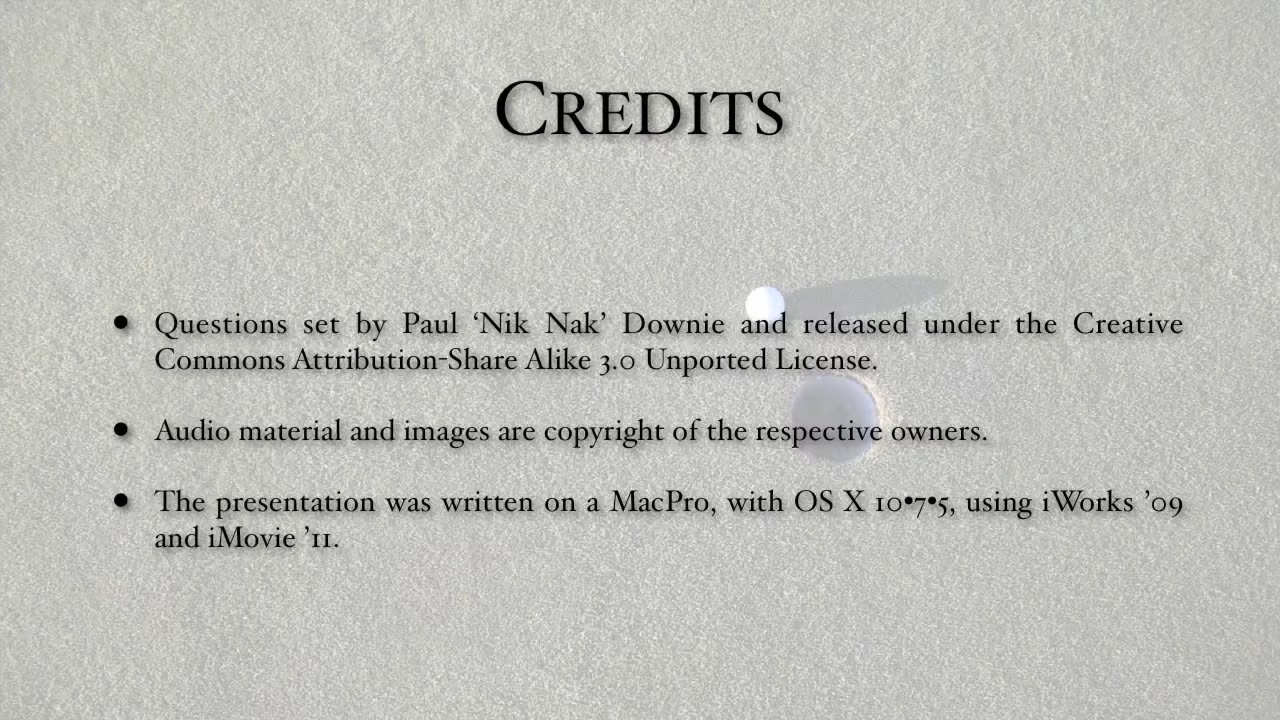 CREDITS
• Questions set by Paul ‘Nik Nak’ Downie and released under the Creative
Commons Attribution-Share Alike 3.0 Unported License.
• Audio material and images are copyright of the respective owners.
• The presentation was written on a MacPro, with OS X 10•7•5, using iWorks ’09
and iMovie ’11.